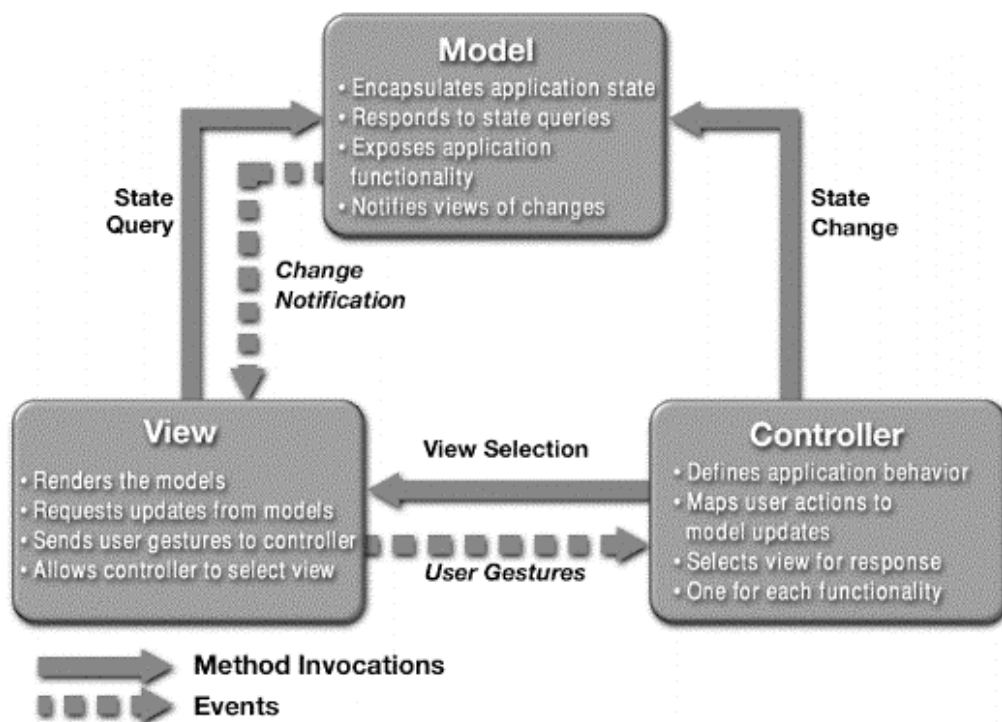 Model
• Encapsulates application state
• Responds to state queries
• Exposes application
functionality
• Notifies views of changes
State
Query
State
Change
Change
Notification
View
• Renders the models
• Requests updates from models
• Sends user gestures to controller
• Allows controller to select view
View Selection
User Gestures
Controller
• Defines application behavior
• Maps user actions to
model updates
• Selects view for response
• One for each functionality
Method Invocations
Events